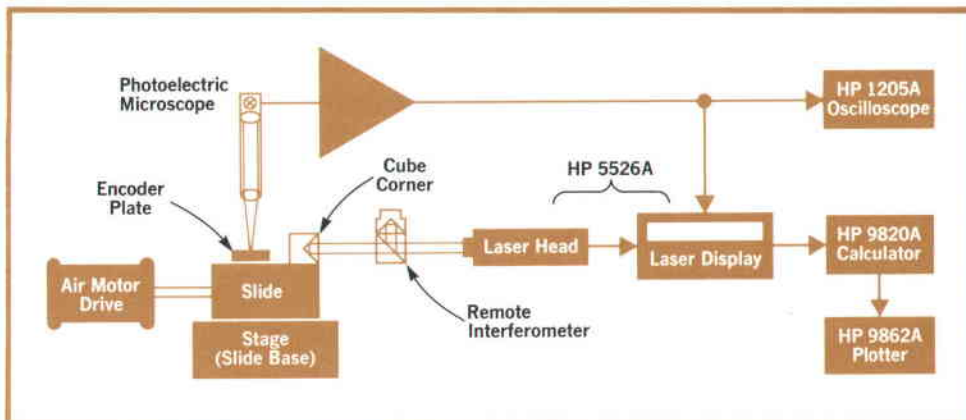 Photoelectric
Microscope
HP 1205A
Oscilloscope
Cube
Corner
HP 5526A
Encoder
Plate
Laser Head
Laser Display
HP 9820A
Calculator
Air Motor
Drive
Slide
Remote
Interferometer
Stage
(Slide Base)
HP 9862A
Plotter